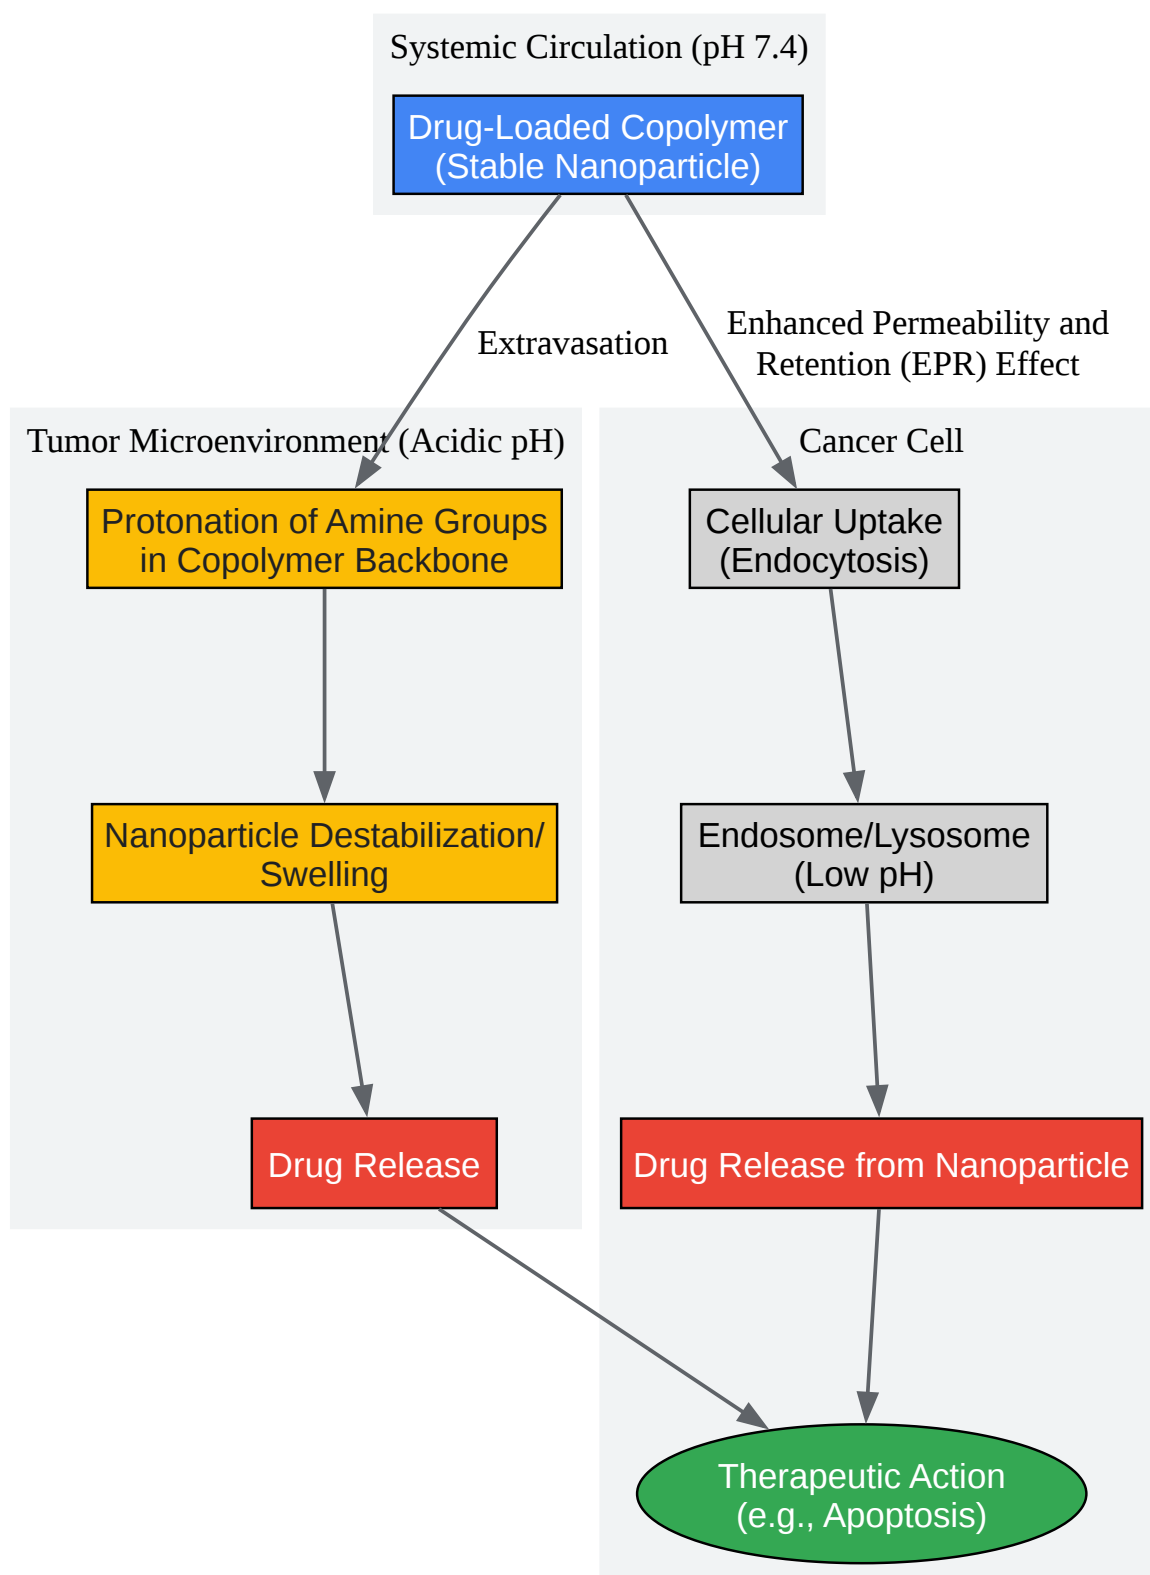 Systemic Circulation (pH 7.4)
Drug-Loaded Copolymer
(Stable Nanoparticle)
Extravasation
Enhanced Permeability and
Retention (EPR) Effect
Tumor Microenvironment (Acidic pH)
Protonation of Amine Groups
in Copolymer Backbone
Nanoparticle Destabilization/
Swelling
Drug Release
Cancer Cell
Cellular Uptake
(Endocytosis)
Endosome/Lysosome
(Low pH)
Drug Release from Nanoparticle
Therapeutic Action
(e.g., Apoptosis)